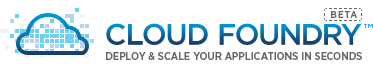 BETA
CLOUD FOUNDRY™
DEPLOY & SCALE YOUR APPLICATIONS IN SECONDS